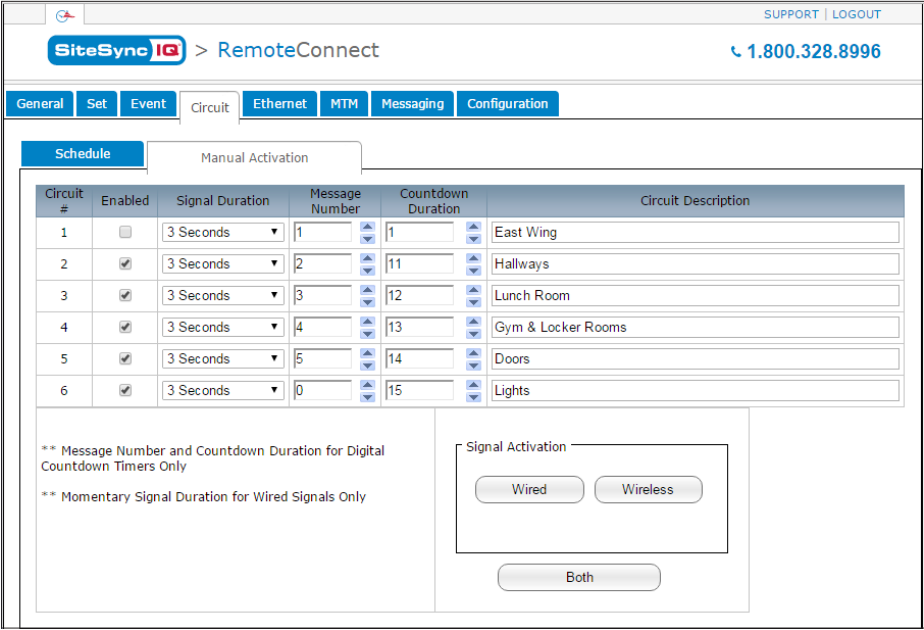 SUPPORT | LOGOUT
SiteSync IQ > RemoteConnect
1.800.328.8996
General Set Event Circuit Ethernet MTM Messaging Configuration
Schedule Manual Activation
Circuit # Enabled Signal Duration Message Number Countdown Duration Circuit Description
1 3 Seconds 1 1 East Wing
2 3 Seconds 2 11 Hallways
3 3 Seconds 3 12 Lunch Room
4 3 Seconds 4 13 Gym & Locker Rooms
5 3 Seconds 5 14 Doors
6 3 Seconds 0 15 Lights
** Message Number and Countdown Duration for Digital
Countdown Timers Only
** Momentary Signal Duration for Wired Signals Only
Signal Activation
Wired Wireless
Both